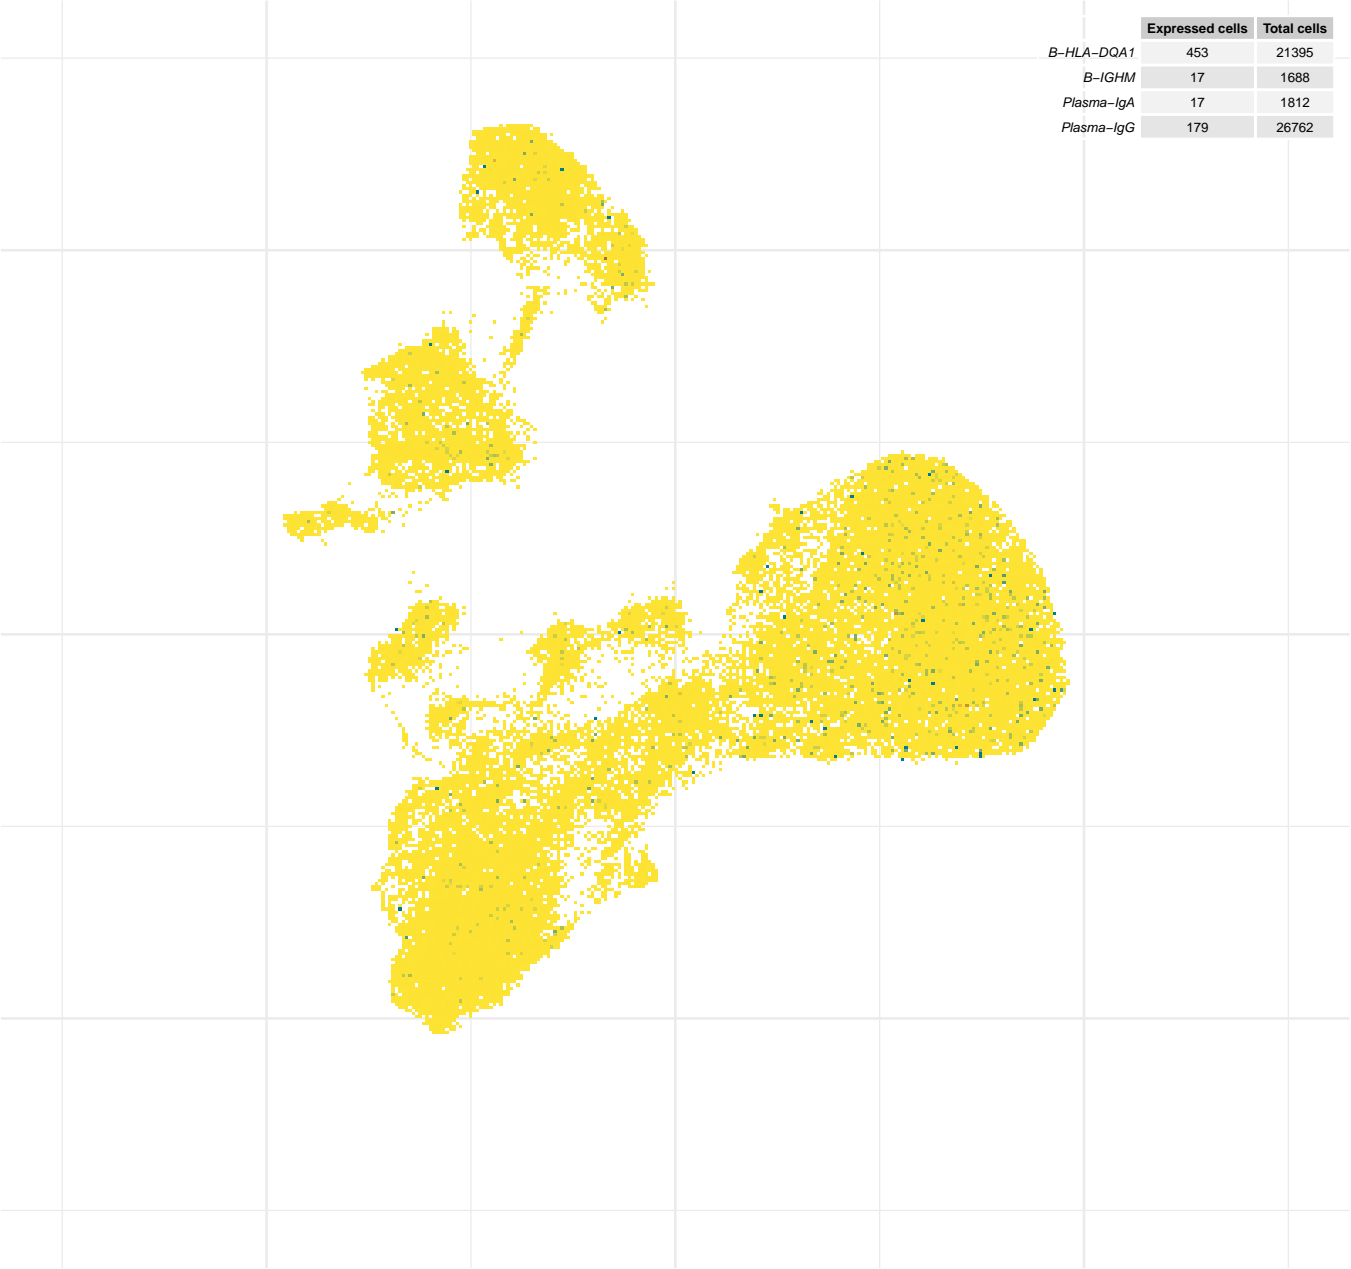 Expressed cells Total cells
B−HLA−DQA1 453 21395
B−IGHM 17 1688
Plasma−IgA 17 1812
Plasma−IgG 179 26762